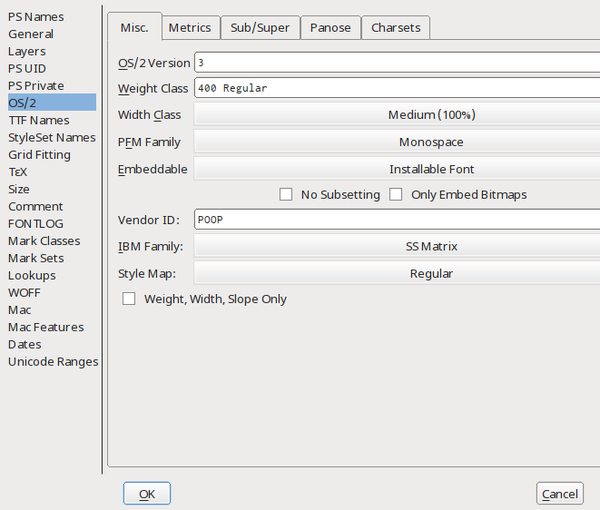 PS Names
General
Layers
PS UID
PS Private
OS/2
TTF Names
StyleSet Names
Grid Fitting
TεX
Size
Comment
FONTLOG
Mark Classes
Mark Sets
Lookups
WOFF
Mac
Mac Features
Dates
Unicode Ranges
Misc. Metrics Sub/Super Panose Charsets
OS/2 Version 3
Weight Class 400 Regular
Width Class Medium (100%)
PFM Family Monospace
Embeddable Installable Font
No Subsetting Only Embed Bitmaps
Vendor ID: POOP
IBM Family: SS Matrix
Style Map: Regular
Weight, Width, Slope Only
OK Cancel